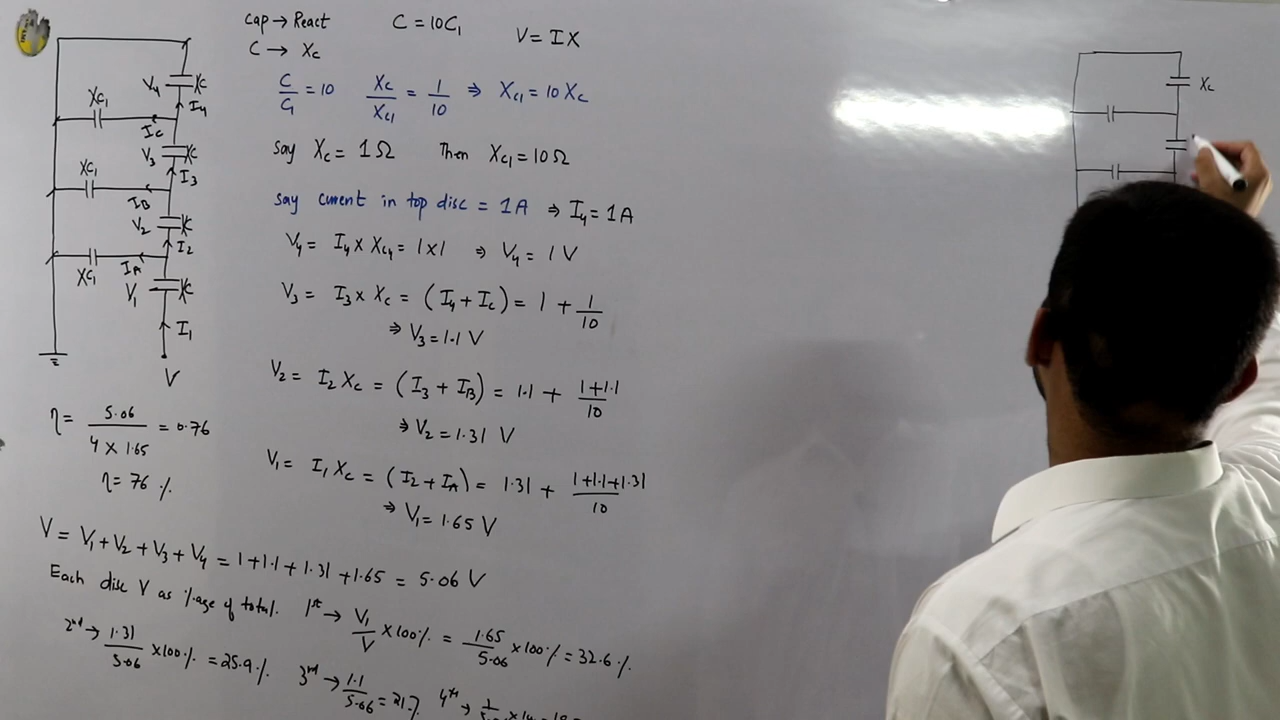 Cap → React C = 10C₁ V = IX
C → Xc
C/C₁ = 10 Xc/Xc₁ = 1/10 ⇒ Xc₁ = 10 Xc
Say Xc = 1Ω Then Xc₁ = 10Ω
Say current in top disc = 1A ⇒ I₄ = 1A
V₄ = I₄ × Xc₄ = 1×1 ⇒ V₄ = 1V
V₃ = I₃ × Xc = (I₄ + Ic) = 1 + 1/10
⇒ V₃ = 1.1 V
V₂ = I₂ Xc = (I₃ + IB) = 1.1 + 1+1.1/10
⇒ V₂ = 1.31 V
V₁ = I₁ Xc = (I₂ + IA) = 1.31 + 1+1.1+1.31/10
⇒ V₁ = 1.65 V
V₄ Xc
Xc₁ I₄
Ic
V₃ Xc
Xc₁ I₃
IB
V₂ Xc
I₂
Xc₁ IA
V₁ Xc
I₁
V
η = 5.06/4 × 1.65 = 0.76
η = 76 %
V = V₁ + V₂ + V₃ + V₄ = 1+1.1+1.31+1.65 = 5.06 V
Each disc V as %age of total. 1st → V₁/V × 100% = 1.65/5.06 × 100% = 32.6 %
2nd → 1.31/5.06 × 100% = 25.9 %
3rd → 1.1/5.06 = 21%
4th →
Xc